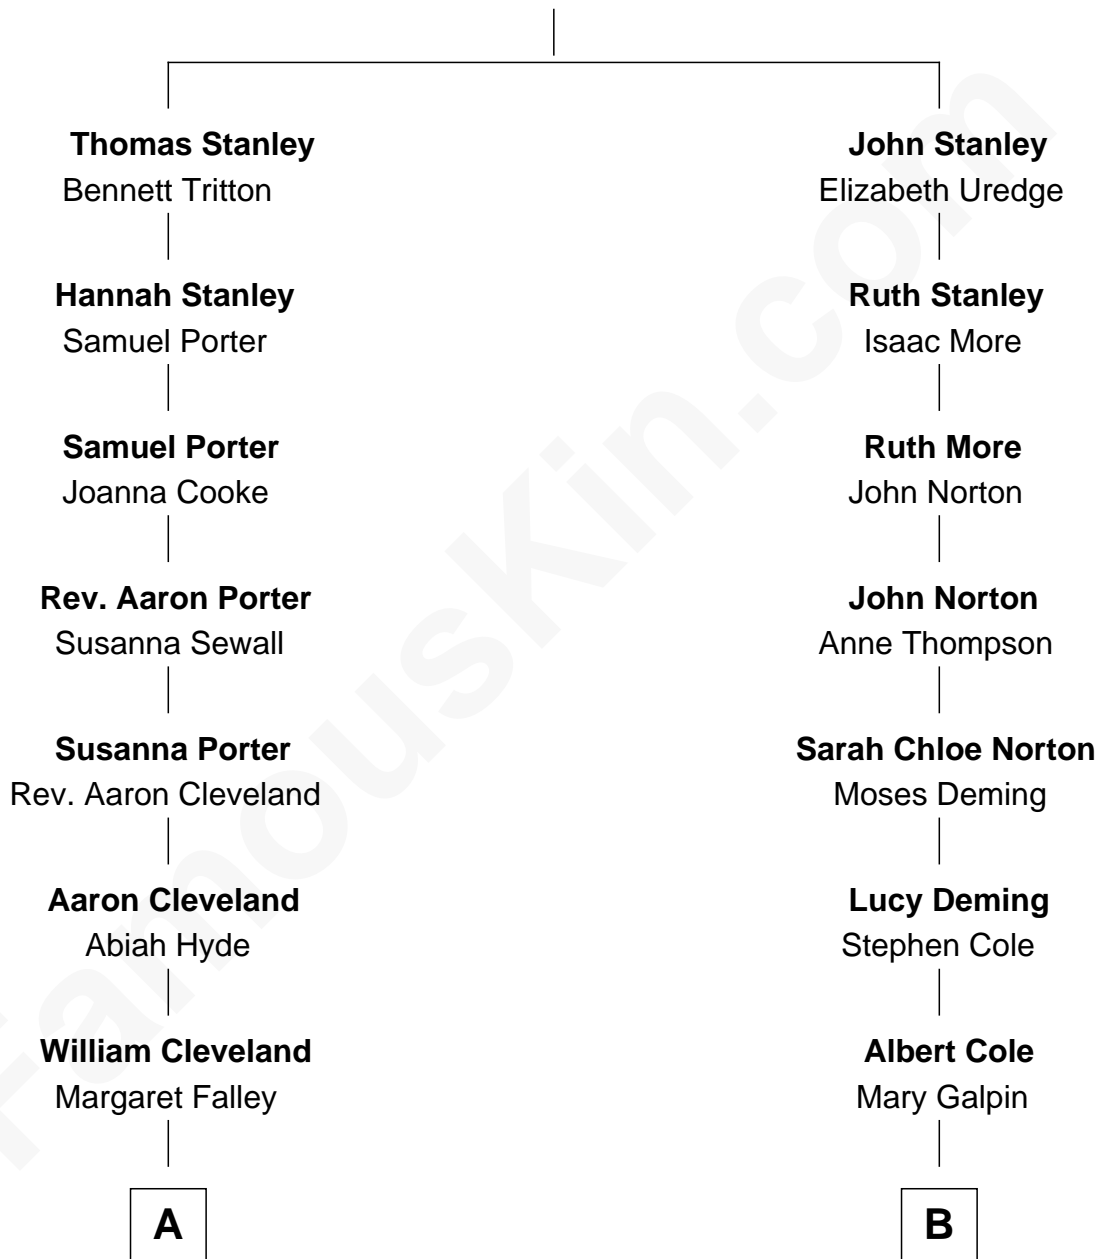 Thomas Stanley
Bennett Tritton
Hannah Stanley
Samuel Porter
Samuel Porter
Joanna Cooke
Rev. Aaron Porter
Susanna Sewall
Susanna Porter
Rev. Aaron Cleveland
Aaron Cleveland
Abiah Hyde
William Cleveland
Margaret Falley
A
John Stanley
Elizabeth Uredge
Ruth Stanley
Isaac More
Ruth More
John Norton
John Norton
Anne Thompson
Sarah Chloe Norton
Moses Deming
Lucy Deming
Stephen Cole
Albert Cole
Mary Galpin
B
FamousKin.com